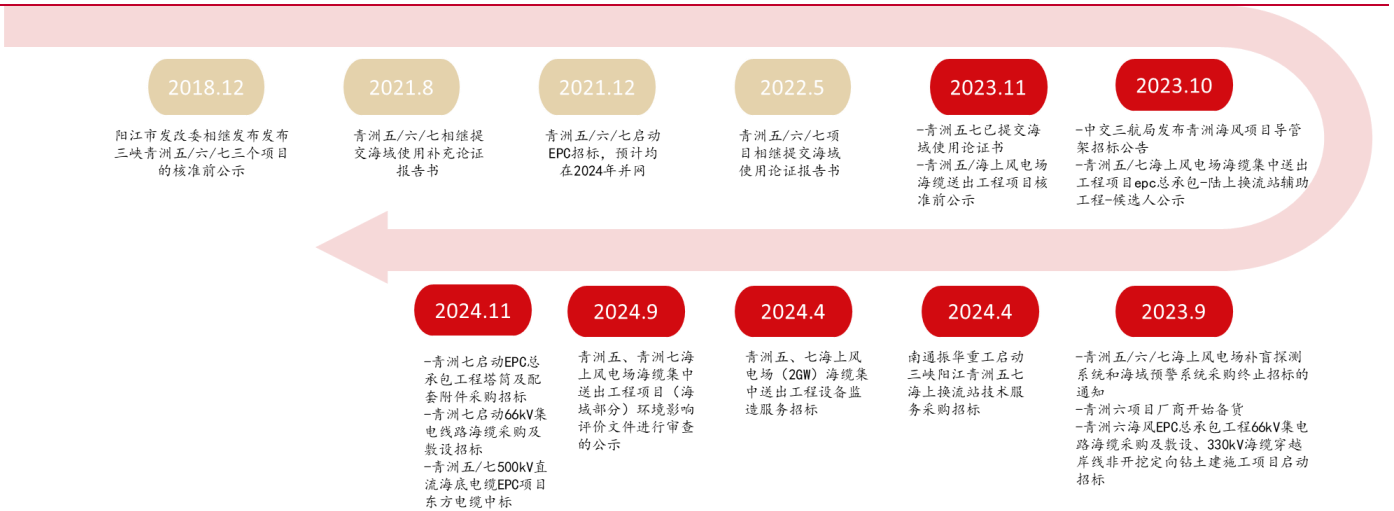 2018.12
阳江市发改委相继发布发布
三峡青洲五/六/七三个项目
的核准前公示
2021.8
青洲五/六/七相继提
交海域使用补充论证
报告书
2021.12
青洲五/六/七启动
EPC招标，预计均
在2024年并网
2022.5
青洲五/六/七项
目相继提交海域
使用论证报告书
2023.11
-青洲五七已提交海
域使用论证书
-青洲五/海上风电场
海缆送出工程项目核
准前公示
2023.10
-中交三航局发布青洲海风项目导管
架招标公告
-青洲五/七海上风电场海缆集中送出
工程项目epc总承包-陆上换流站辅助
工程-候选人公示
2024.11
-青洲七启动EPC总
承包工程塔筒及配
套附件采购招标
-青洲七启动66kV集
电线路海缆采购及
敷设招标
-青洲五/七500kV直
流海底电缆EPC项目
东方电缆中标
2024.9
青洲五、青洲七海
上风电场海缆集中
送出工程项目（海
域部分）环境影响
评价文件进行审查
的公示
2024.4
青洲五、七海上风
电场（2GW）海缆集
中送出工程设备监
造服务招标
2024.4
南通振华重工启动
三峡阳江青洲五七
海上换流站技术服
务采购招标
2023.9
-青洲五/六/七海上风电场补盲探测
系统和海域预警系统采购终止招标的
通知
-青洲六项目厂商开始备货
-青洲六海风EPC总承包工程66kV集电
路海缆采购及敷设、330kV海缆穿越
岸线非开挖定向钻土建施工项目启动
招标